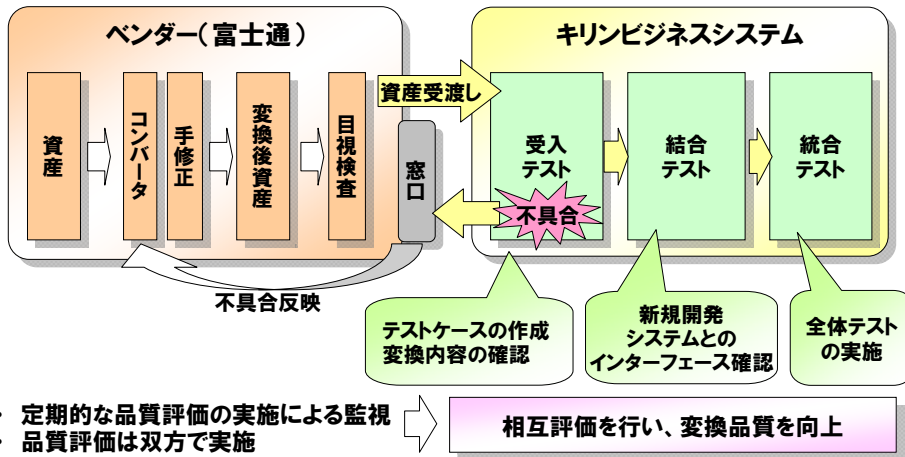 ベンダー(富士通)
キリンビジネスシステム
資産
コンバータ
手修正
変換後資産
目視検査
資産受渡し
窓口
受入
テスト
不具合
結合
テスト
統合
テスト
不具合反映
テストケースの作成
変換内容の確認
新規開発
システムとの
インターフェース確認
全体テスト
の実施
・ 定期的な品質評価の実施による監視
・ 品質評価は双方で実施
相互評価を行い、変換品質を向上